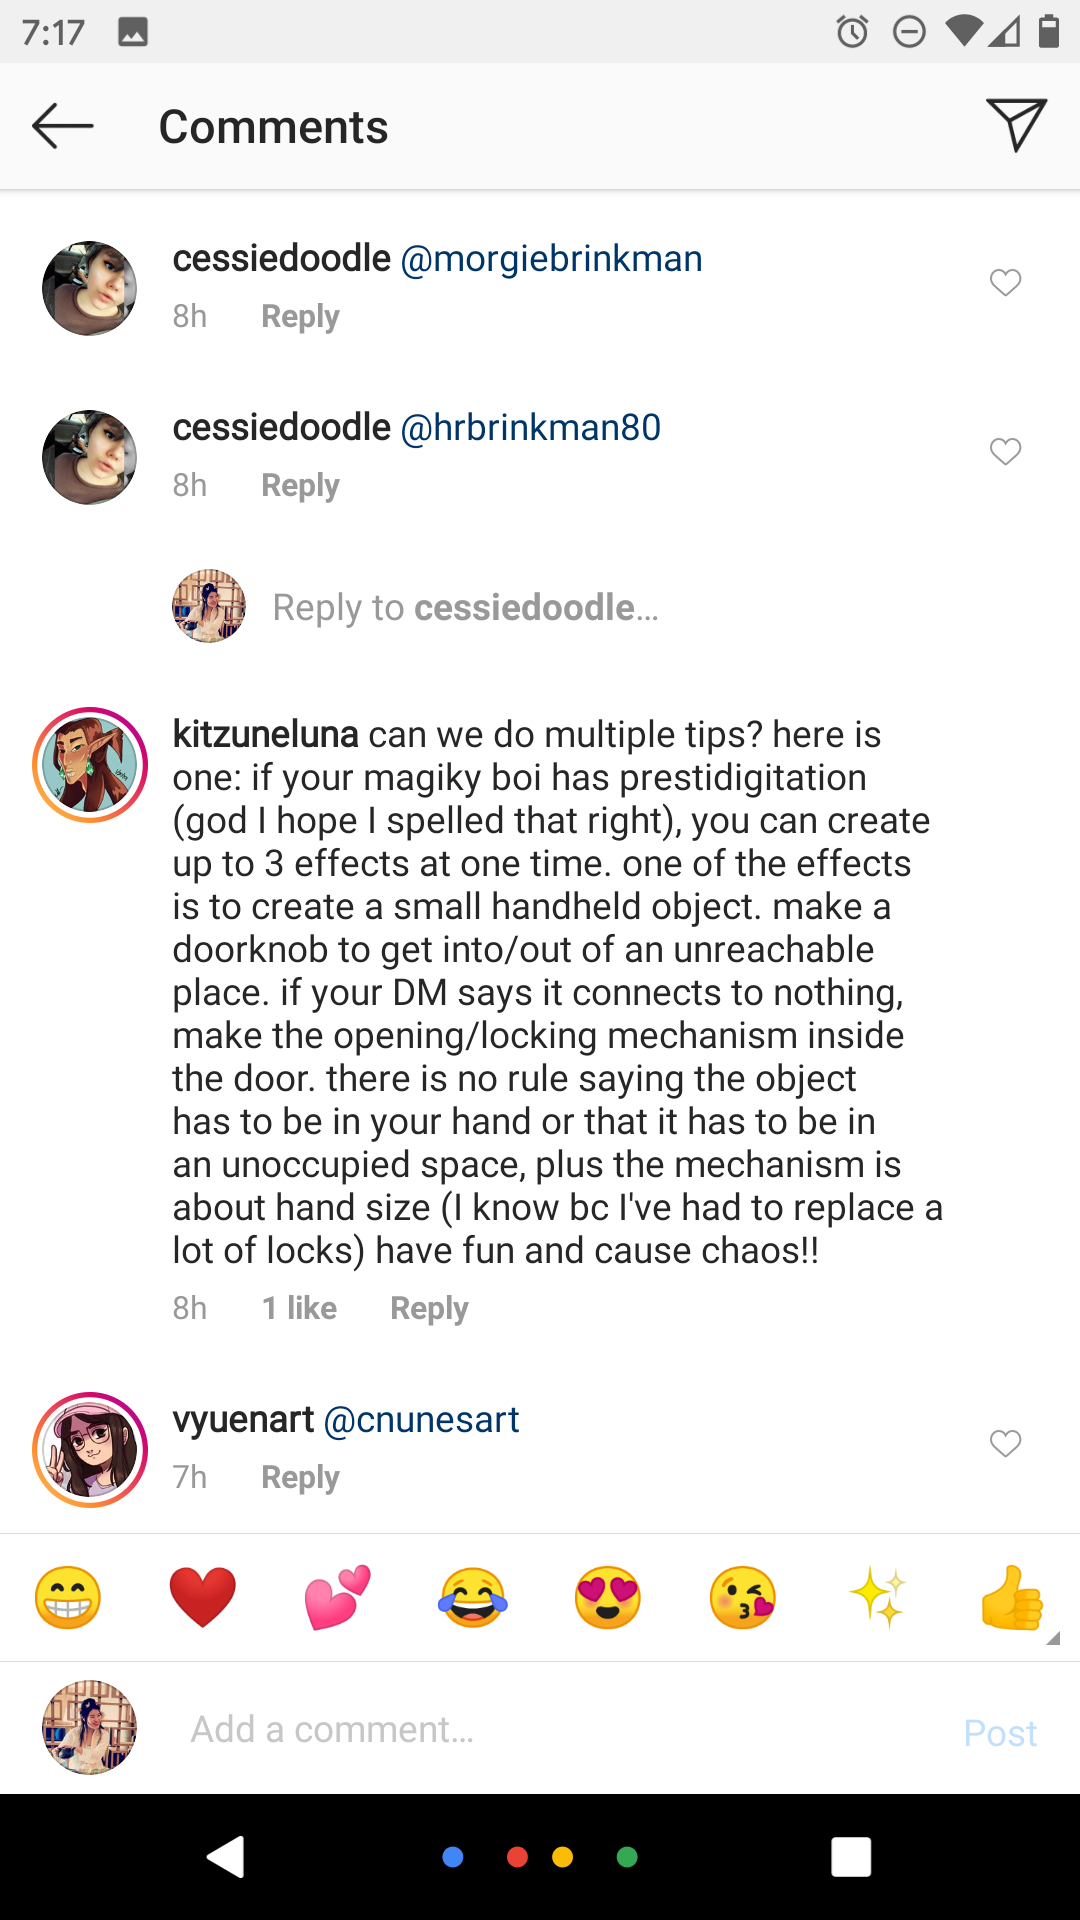 7:17
Comments
cessiedoodle @morgiebrinkman
8h Reply
cessiedoodle @hrbrinkman80
8h Reply
Reply to cessiedoodle...
kitzuneluna can we do multiple tips? here is
one: if your magiky boi has prestidigitation
(god I hope I spelled that right), you can create
up to 3 effects at one time. one of the effects
is to create a small handheld object. make a
doorknob to get into/out of an unreachable
place. if your DM says it connects to nothing,
make the opening/locking mechanism inside
the door. there is no rule saying the object
has to be in your hand or that it has to be in
an unoccupied space, plus the mechanism is
about hand size (I know bc I've had to replace a
lot of locks) have fun and cause chaos!!
8h 1 like Reply
vyuenart @cnunesart
7h Reply
Add a comment...
Post